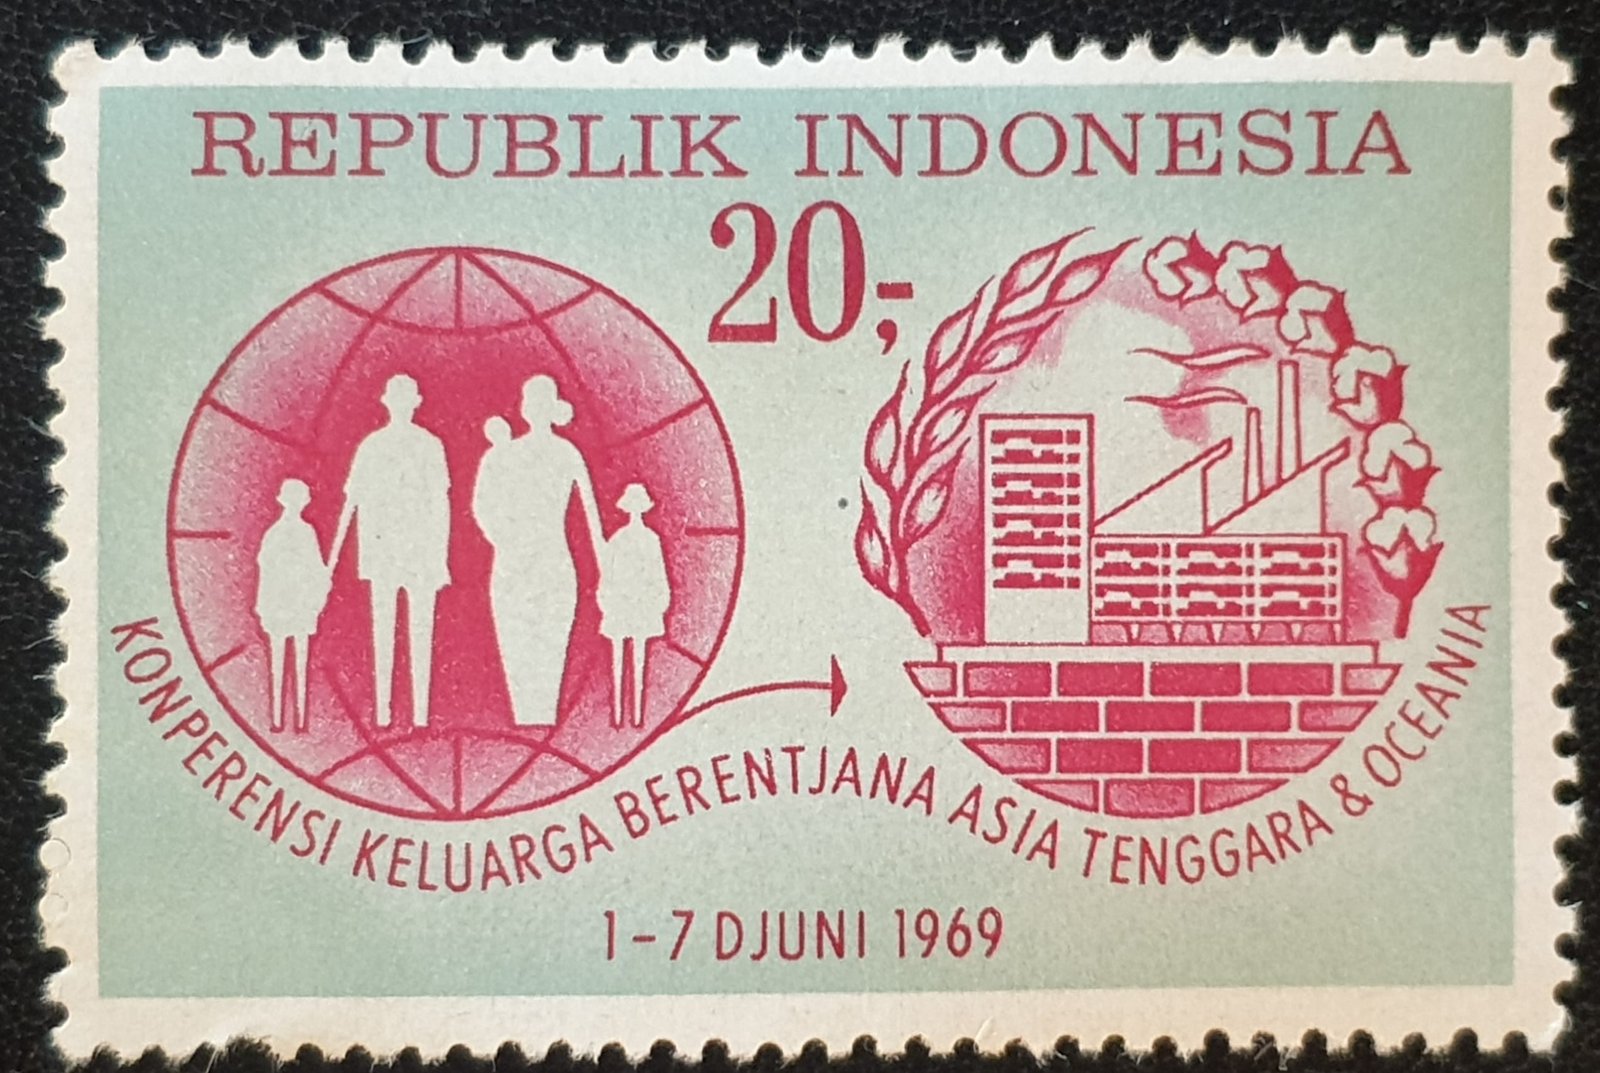 REPUBLIK INDONESIA
20,-
KONPERENSI KELUARGA BERENTJANA ASIA TENGGARA & OCEANIA
1-7 DJUNI 1969